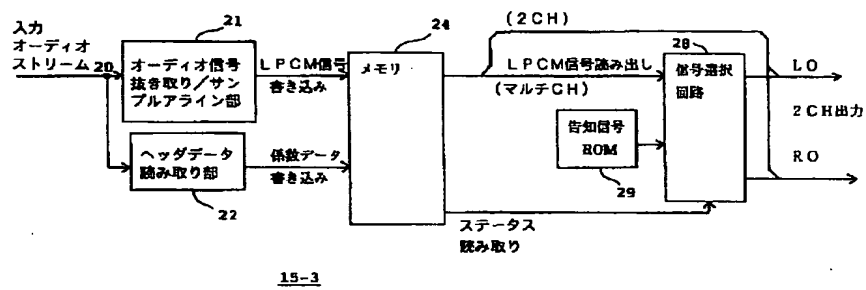 入力
オーディオ
ストリーム 20
21
オーディオ信号
抜き取り／サン
プルアライン部
ヘッダデータ
読み取り部
22
LPCM信号
書き込み
係数データ
書き込み
24
メモリ
(2CH)
LPCM信号読み出し
(マルチCH)
告知信号
ROM
29
ステータス
読み取り
28
信号選択
回路
LO
2CH出力
RO
15-3